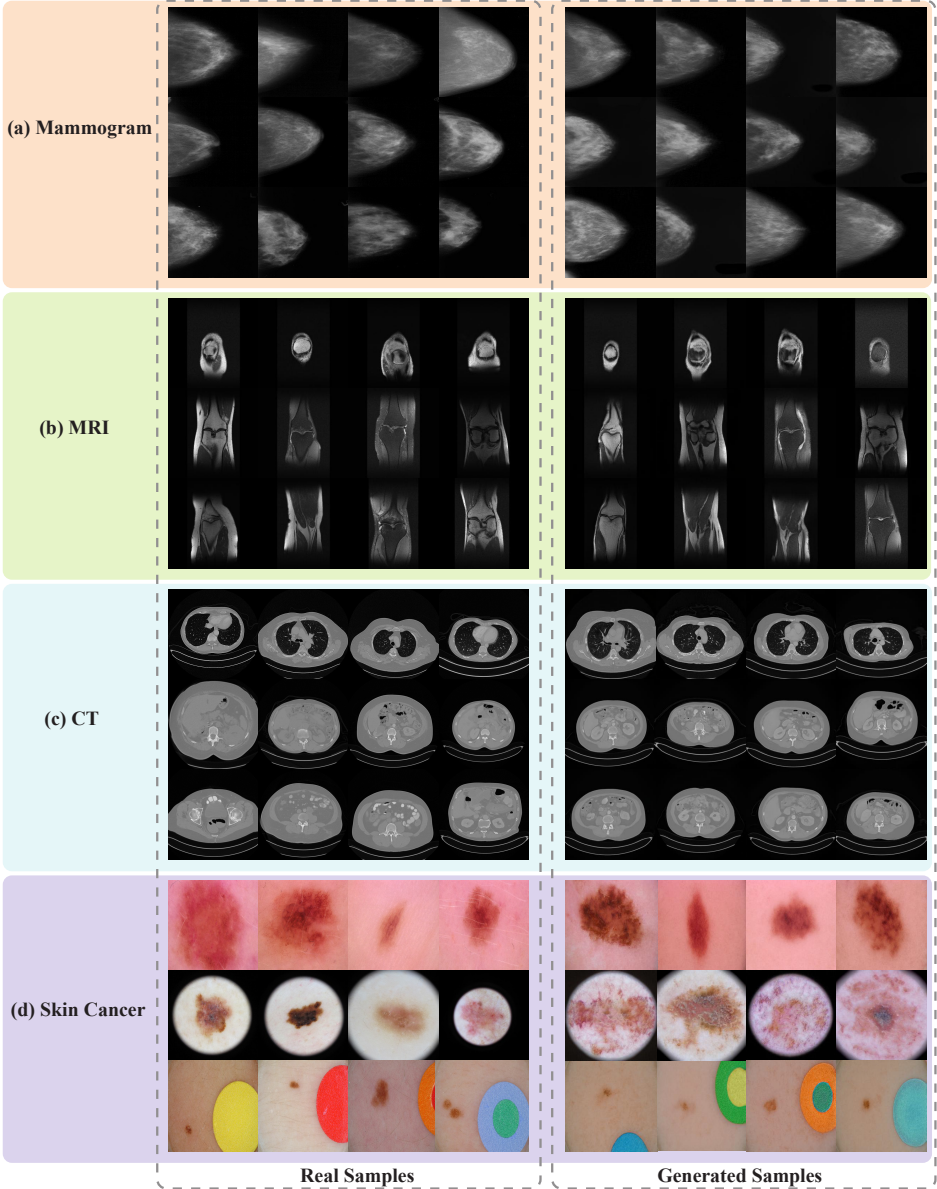 (a) Mammogram
(b) MRI
(c) CT
(d) Skin Cancer
Real Samples
Generated Samples